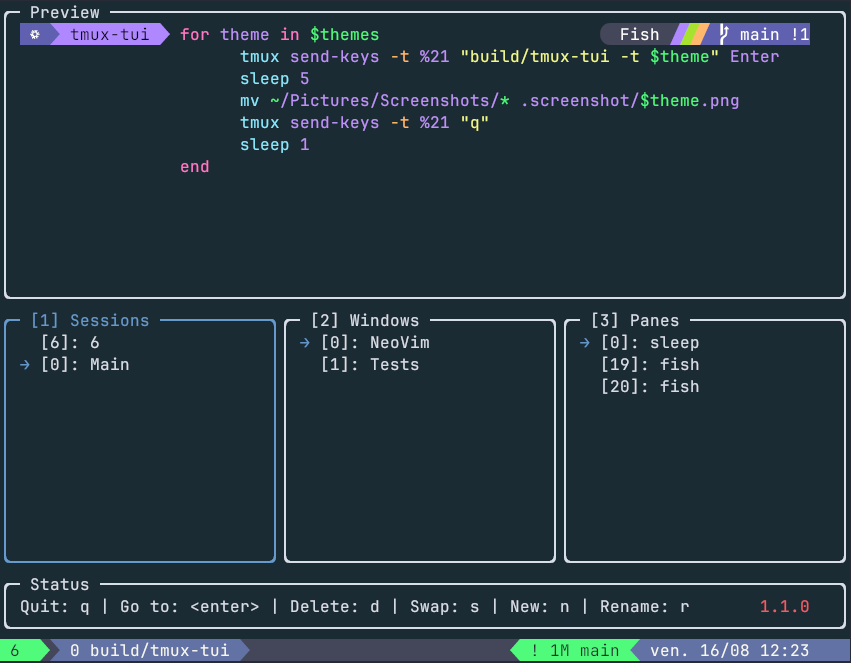 Preview
tmux-tui for theme in $themes Fish main !1
tmux send-keys -t %21 "build/tmux-tui -t $theme" Enter
sleep 5
mv ~/Pictures/Screenshots/* .screenshot/$theme.png
tmux send-keys -t %21 "q"
sleep 1
end
[1] Sessions
[6]: 6
→ [0]: Main
[2] Windows
→ [0]: NeoVim
[1]: Tests
[3] Panes
→ [0]: sleep
[19]: fish
[20]: fish
Status
Quit: q | Go to: <enter> | Delete: d | Swap: s | New: n | Rename: r 1.1.0
6 0 build/tmux-tui ! 1M main ven. 16/08 12:23